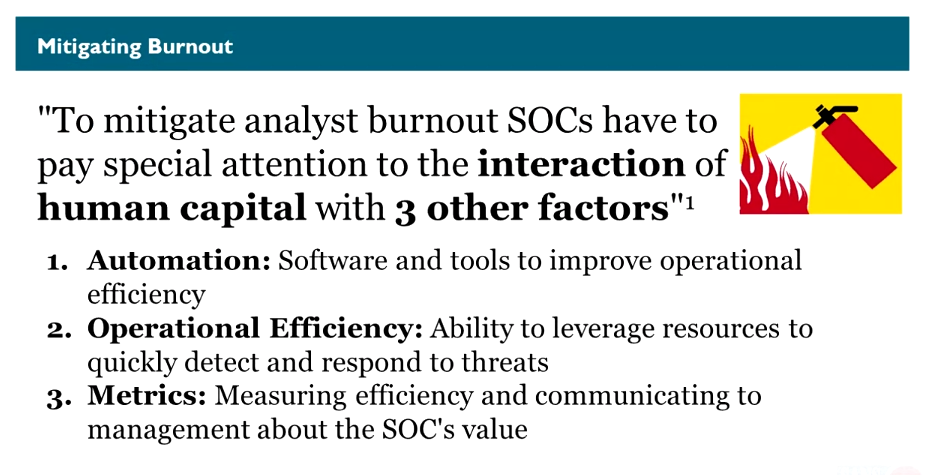 Mitigating Burnout
"To mitigate analyst burnout SOCs have to
pay special attention to the interaction of
human capital with 3 other factors"¹
1. Automation: Software and tools to improve operational
efficiency
2. Operational Efficiency: Ability to leverage resources to
quickly detect and respond to threats
3. Metrics: Measuring efficiency and communicating to
management about the SOC's value